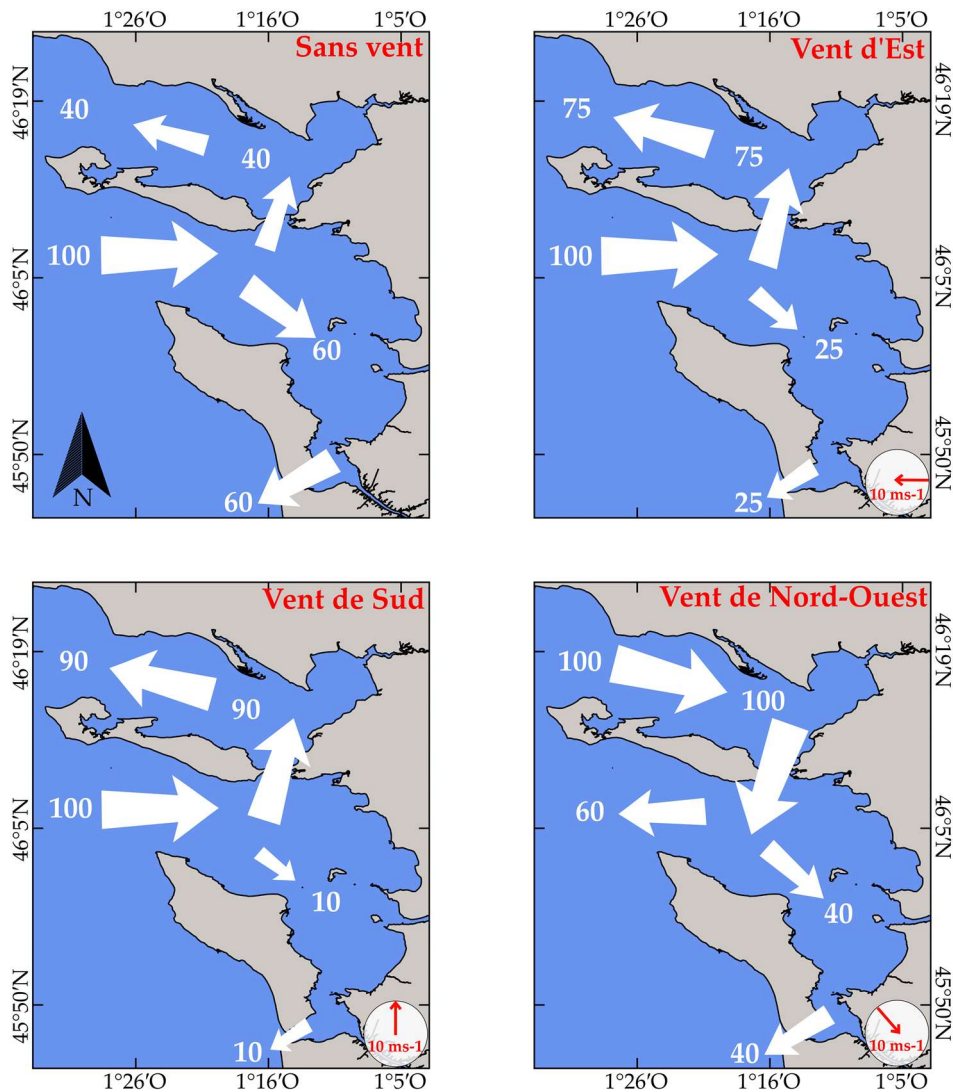 1°26'O 1°16'O 1°5'O 1°26'O 1°16'O 1°5'O
Sans vent
46°19'N
40
40
100
46°5'N
60
45°50'N
N
60
Vent d'Est
46°19'N
75
75
100
46°5'N
25
45°50'N
10 ms-1
25
Vent de Sud
46°19'N
90
90
100
46°5'N
10
45°50'N
10 ms-1
10
Vent de Nord-Ouest
46°19'N
100
100
60
46°5'N
40
45°50'N
10 ms-1
40
1°26'O 1°16'O 1°5'O 1°26'O 1°16'O 1°5'O